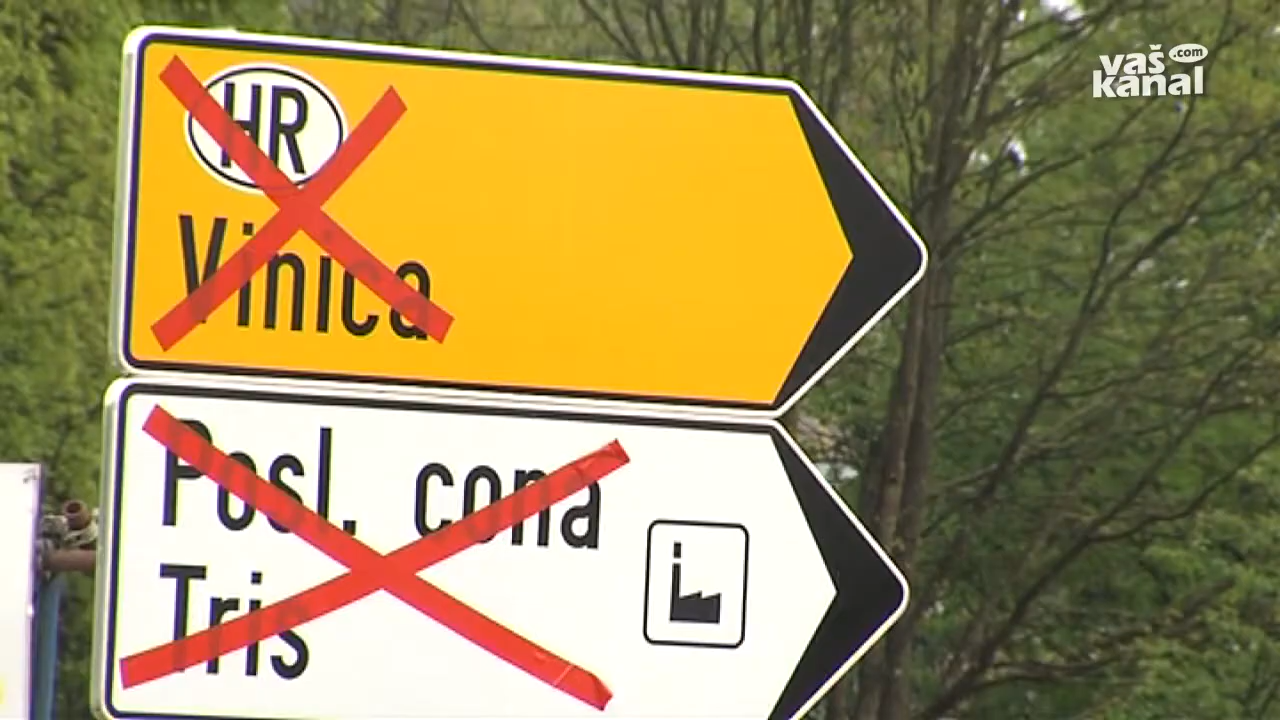 vaš .com
kanal
HR
Vinica
Posl. cona
Tris